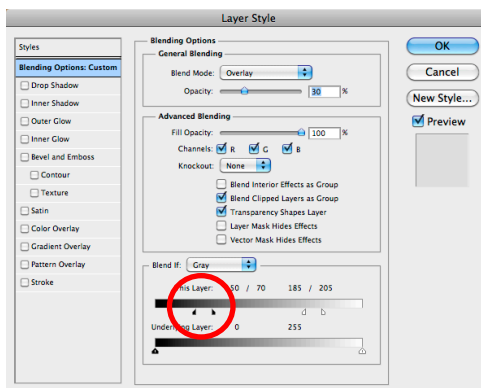 Layer Style
Styles
Blending Options: Custom
Drop Shadow
Inner Shadow
Outer Glow
Inner Glow
Bevel and Emboss
Contour
Texture
Satin
Color Overlay
Gradient Overlay
Pattern Overlay
Stroke
Blending Options
General Blending
Blend Mode: Overlay
Opacity: 30 %
Advanced Blending
Fill Opacity: 100 %
Channels: R G B
Knockout: None
Blend Interior Effects as Group
Blend Clipped Layers as Group
Transparency Shapes Layer
Layer Mask Hides Effects
Vector Mask Hides Effects
Blend If: Gray
This Layer: 50 / 70 185 / 205
Underlying Layer: 0 255
OK
Cancel
New Style...
Preview